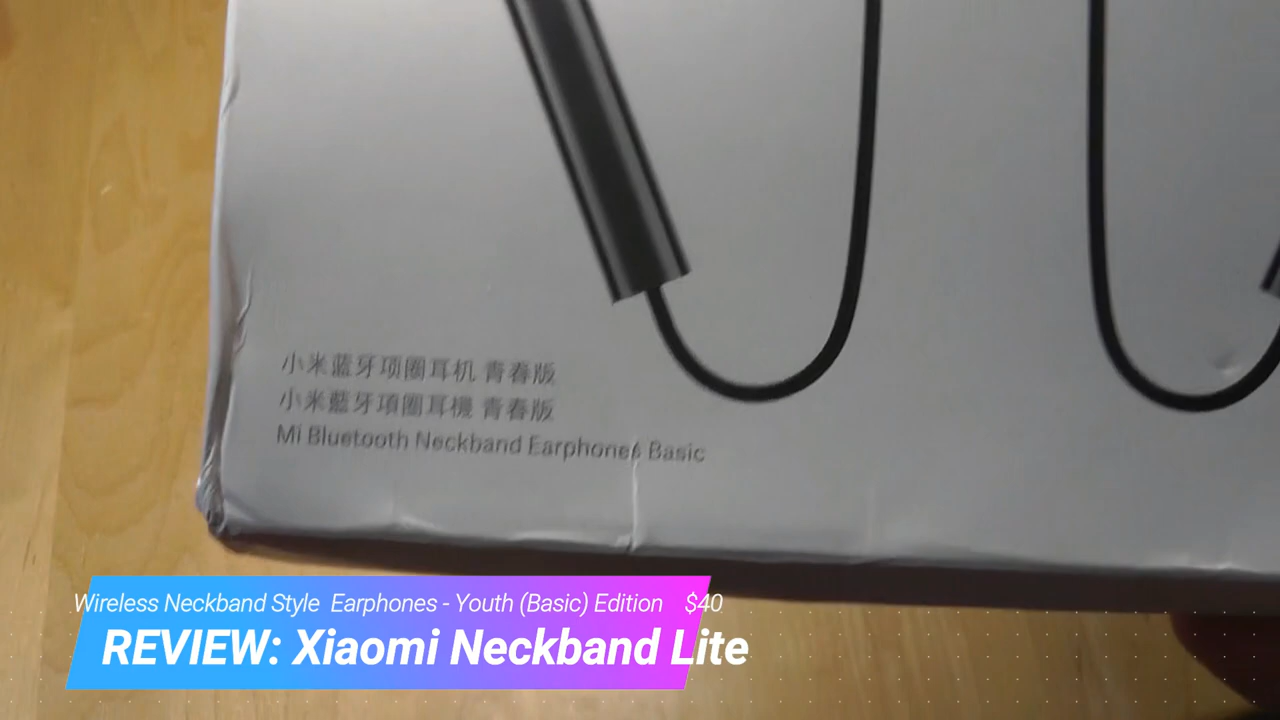 小米蓝牙项圈耳机 青春版
小米藍牙項圈耳機 青春版
Mi Bluetooth Neckband Earphones Basic
Wireless Neckband Style Earphones - Youth (Basic) Edition $40
REVIEW: Xiaomi Neckband Lite